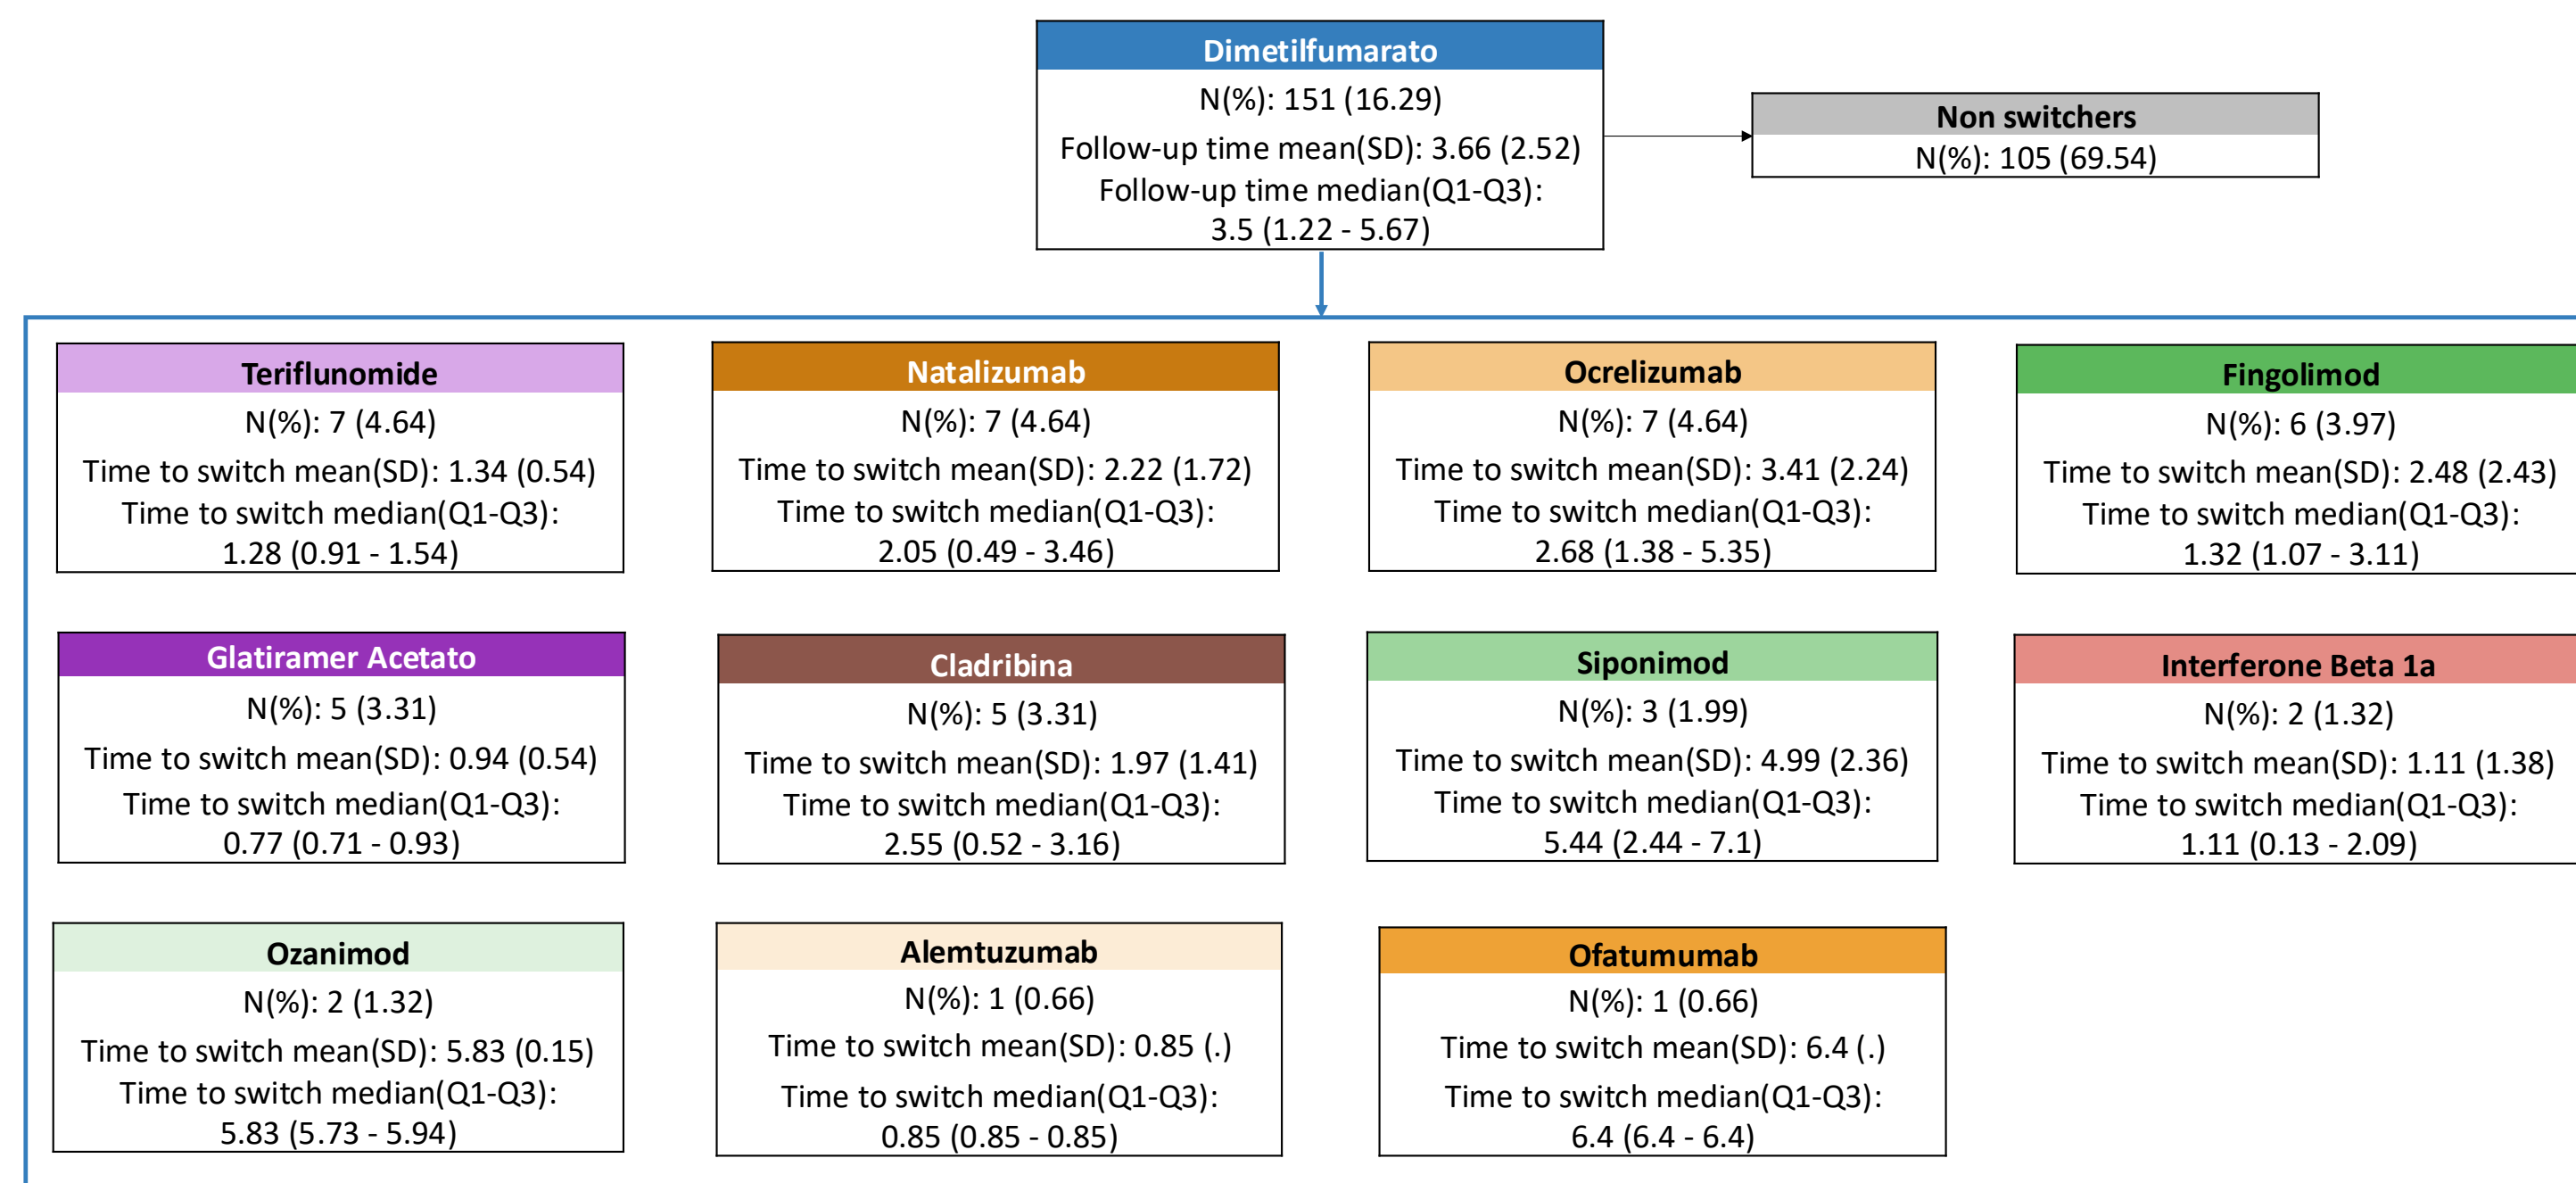 Dimetilfumarato
N(%): 151 (16.29)
Follow-up time mean(SD): 3.66 (2.52)
Follow-up time median(Q1-Q3):
3.5 (1.22 - 5.67)
Non switchers
N(%): 105 (69.54)
Teriflunomide
N(%): 7 (4.64)
Time to switch mean(SD): 1.34 (0.54)
Time to switch median(Q1-Q3):
1.28 (0.91 - 1.54)
Natalizumab
N(%): 7 (4.64)
Time to switch mean(SD): 2.22 (1.72)
Time to switch median(Q1-Q3):
2.05 (0.49 - 3.46)
Ocrelizumab
N(%): 7 (4.64)
Time to switch mean(SD): 3.41 (2.24)
Time to switch median(Q1-Q3):
2.68 (1.38 - 5.35)
Fingolimod
N(%): 6 (3.97)
Time to switch mean(SD): 2.48 (2.43)
Time to switch median(Q1-Q3):
1.32 (1.07 - 3.11)
Glatiramer Acetato
N(%): 5 (3.31)
Time to switch mean(SD): 0.94 (0.54)
Time to switch median(Q1-Q3):
0.77 (0.71 - 0.93)
Cladribina
N(%): 5 (3.31)
Time to switch mean(SD): 1.97 (1.41)
Time to switch median(Q1-Q3):
2.55 (0.52 - 3.16)
Siponimod
N(%): 3 (1.99)
Time to switch mean(SD): 4.99 (2.36)
Time to switch median(Q1-Q3):
5.44 (2.44 - 7.1)
Interferone Beta 1a
N(%): 2 (1.32)
Time to switch mean(SD): 1.11 (1.38)
Time to switch median(Q1-Q3):
1.11 (0.13 - 2.09)
Ozanimod
N(%): 2 (1.32)
Time to switch mean(SD): 5.83 (0.15)
Time to switch median(Q1-Q3):
5.83 (5.73 - 5.94)
Alemtuzumab
N(%): 1 (0.66)
Time to switch mean(SD): 0.85 (.)
Time to switch median(Q1-Q3):
0.85 (0.85 - 0.85)
Ofatumumab
N(%): 1 (0.66)
Time to switch mean(SD): 6.4 (.)
Time to switch median(Q1-Q3):
6.4 (6.4 - 6.4)